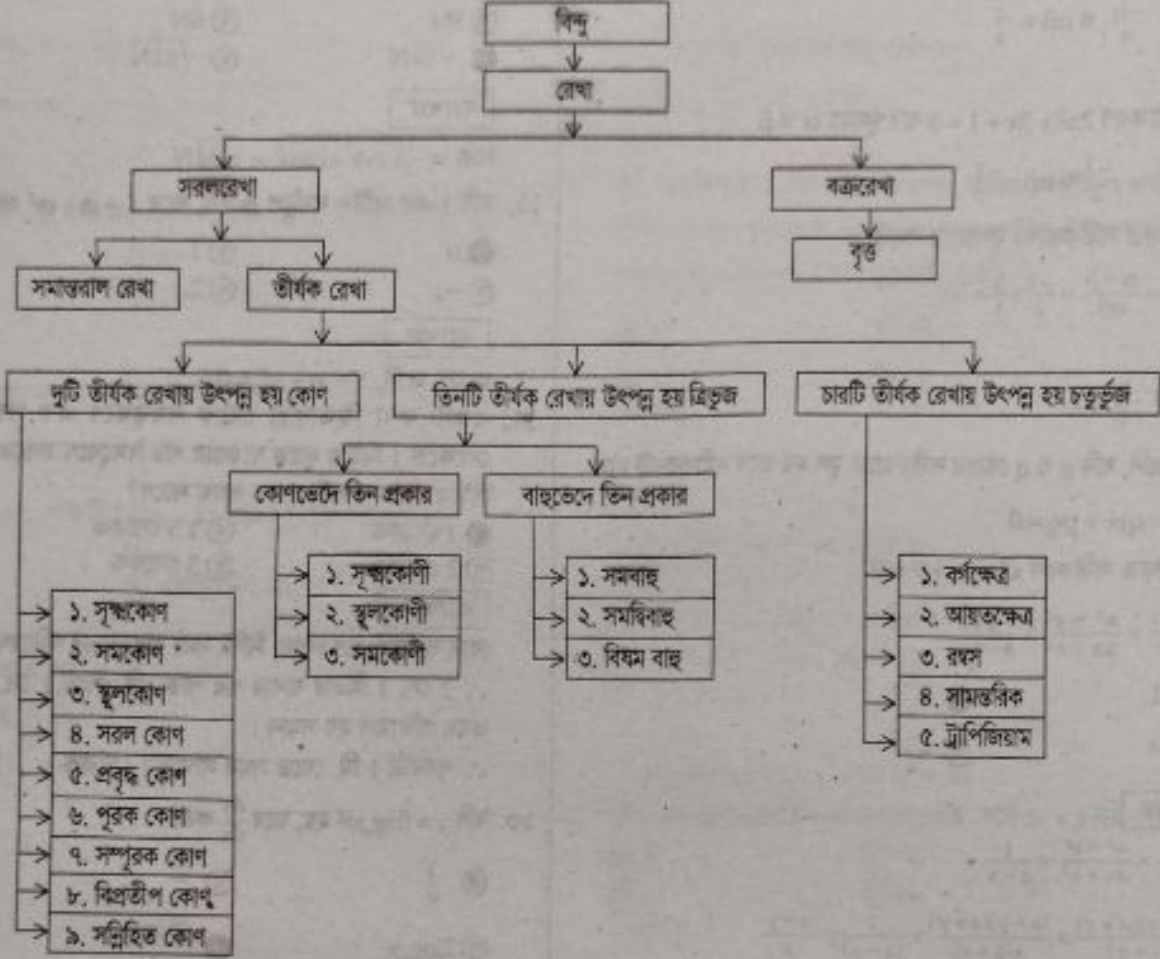 বিন্দু
রেখা
সরলরেখা
বক্ররেখা
বৃত্ত
সমান্তরাল রেখা
তীর্যক রেখা
দুটি তীর্যক রেখায় উৎপন্ন হয় কোণ
তিনটি তীর্যক রেখায় উৎপন্ন হয় ত্রিভূজ
চারটি তীর্যক রেখায় উৎপন্ন হয় চতুর্ভূজ
কোণভেদে তিন প্রকার
বাহুভেদে তিন প্রকার
১. সূক্ষ্মকোণ
২. সমকোণ
৩. স্থূলকোণ
৪. সরল কোণ
৫. প্রবৃদ্ধ কোণ
৬. পূরক কোণ
৭. সম্পূরক কোণ
৮. বিপ্রতীপ কোণ
৯. সন্নিহিত কোণ
১. সূক্ষ্মকোণী
২. স্থূলকোণী
৩. সমকোণী
১. সমবাহু
২. সমদ্বিবাহু
৩. বিষম বাহু
১. বর্গক্ষেত্র
২. আয়তক্ষেত্র
৩. রম্বস
৪. সামন্তরিক
৫. ট্রাপিজিয়াম